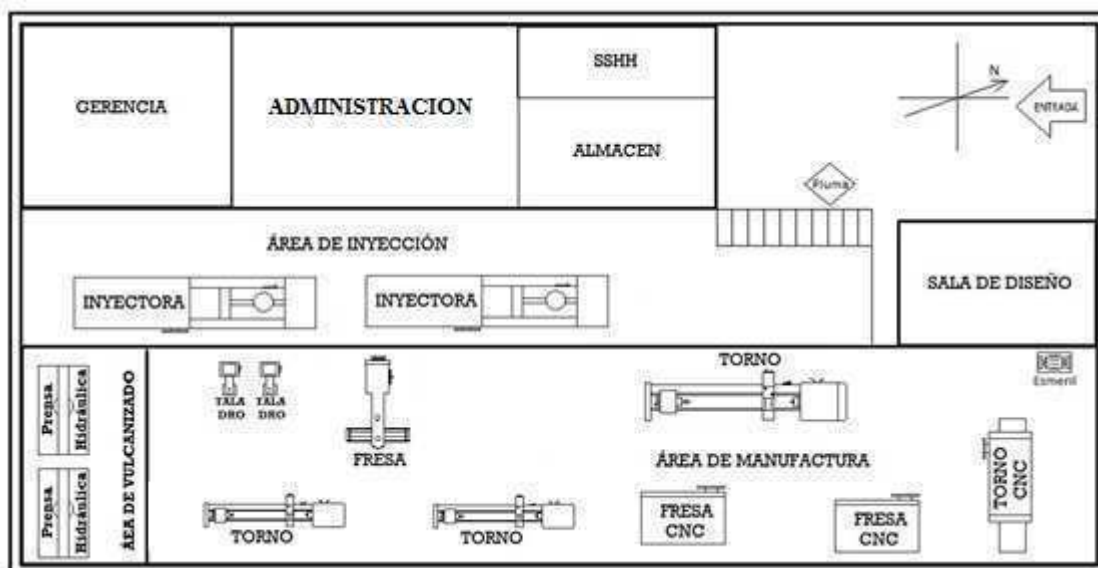 GERENCIA
ADMINISTRACION
SSHH
ALMACEN
N
ENTRADA
Pluma
ÁREA DE INYECCIÓN
INYECTORA
INYECTORA
SALA DE DISEÑO
Prensa
Hidráulica
Prensa
Hidráulica
ÁEA DE VULCANIZADO
TALA
DRO
TALA
DRO
FRESA
TORNO
Esmeril
ÁREA DE MANUFACTURA
TORNO
CNC
TORNO
TORNO
FRESA
CNC
FRESA
CNC